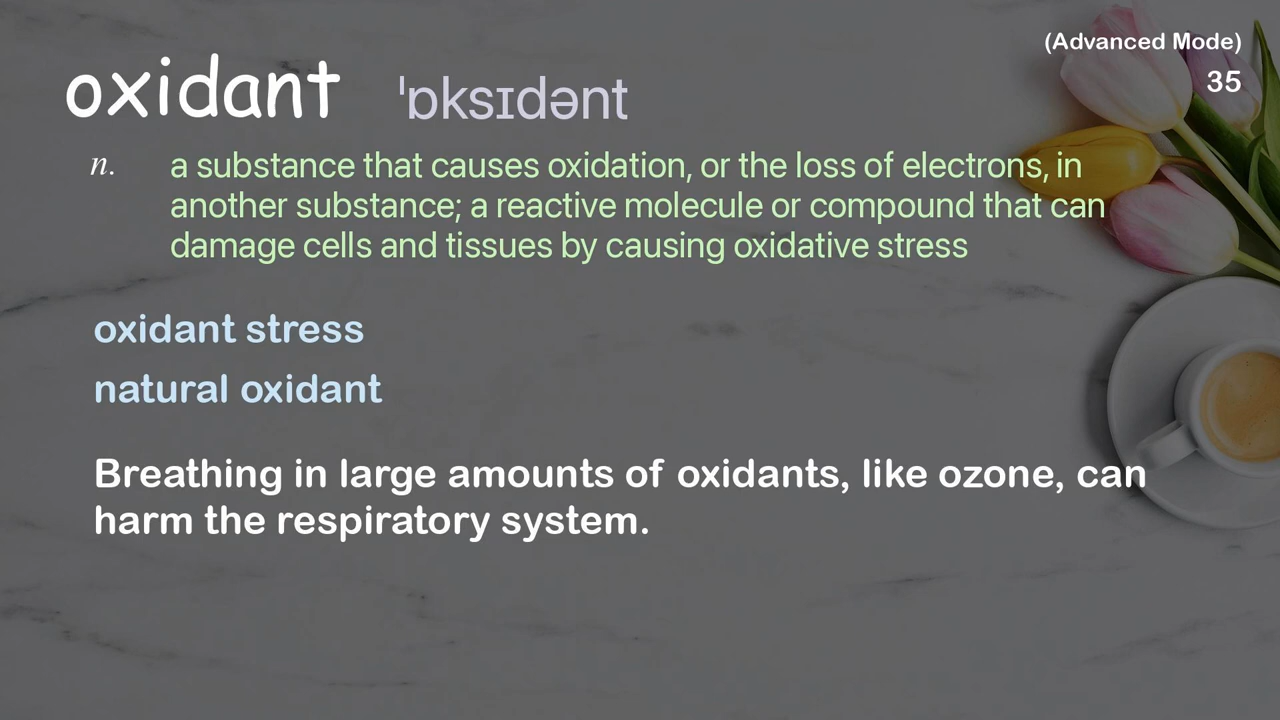 (Advanced Mode)
35
oxidant ˈɒksɪdənt
n. a substance that causes oxidation, or the loss of electrons, in
another substance; a reactive molecule or compound that can
damage cells and tissues by causing oxidative stress
oxidant stress
natural oxidant
Breathing in large amounts of oxidants, like ozone, can
harm the respiratory system.